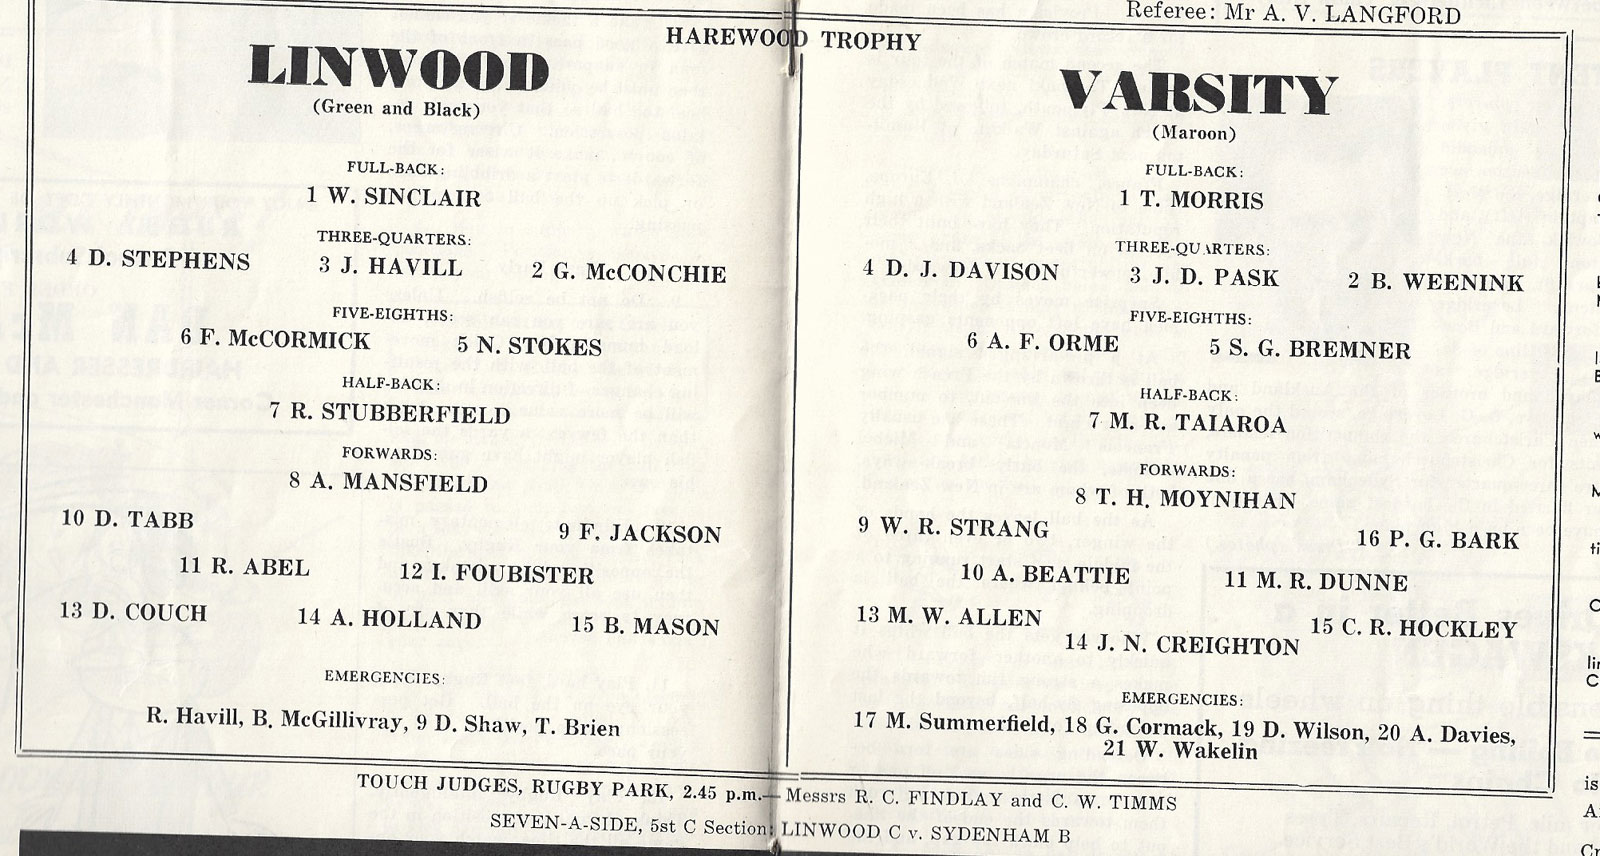 Referee: Mr A. V. LANGFORD
HAREWOOD TROPHY
LINWOOD
(Green and Black)
FULL-BACK:
1 W. SINCLAIR
THREE-QUARTERS:
4 D. STEPHENS 3 J. HAVILL 2 G. McCONCHIE
FIVE-EIGHTHS:
6 F. McCORMICK 5 N. STOKES
HALF-BACK:
7 R. STUBBERFIELD
FORWARDS:
8 A. MANSFIELD
10 D. TABB 9 F. JACKSON
11 R. ABEL 12 I. FOUBISTER
13 D. COUCH 14 A. HOLLAND 15 B. MASON
EMERGENCIES:
R. Havill, B. McGillivray, 9 D. Shaw, T. Brien
VARSITY
(Maroon)
FULL-BACK:
1 T. MORRIS
THREE-QUARTERS:
4 D. J. DAVISON 3 J. D. PASK 2 B. WEENINK
FIVE-EIGHTHS:
6 A. F. ORME 5 S. G. BREMNER
HALF-BACK:
7 M. R. TAIAROA
FORWARDS:
8 T. H. MOYNIHAN
9 W. R. STRANG 16 P. G. BARK
10 A. BEATTIE 11 M. R. DUNNE
13 M. W. ALLEN 14 J. N. CREIGHTON 15 C. R. HOCKLEY
EMERGENCIES:
17 M. Summerfield, 18 G. Cormack, 19 D. Wilson, 20 A. Davies,
21 W. Wakelin
TOUCH JUDGES, RUGBY PARK, 2.45 p.m.—Messrs R. C. FINDLAY and C. W. TIMMS
SEVEN-A-SIDE, 5st C Section: LINWOOD C v. SYDENHAM B